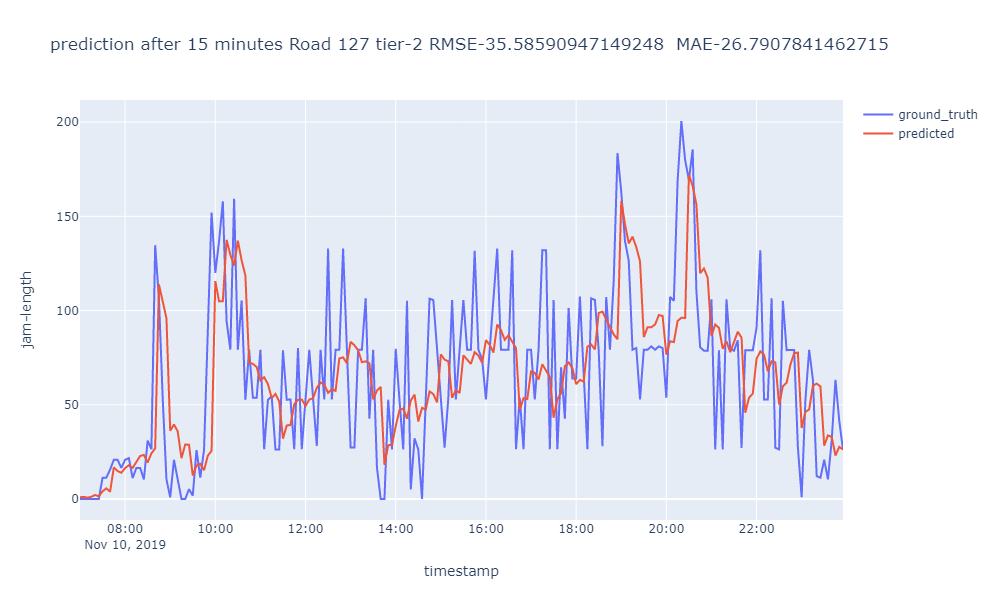 prediction after 15 minutes Road 127 tier-2 RMSE-35.58590947149248  MAE-26.7907841462715
ground_truth
predicted
200
150
100
50
0
jam-length
08:00 10:00 12:00 14:00 16:00 18:00 20:00 22:00
Nov 10, 2019
timestamp